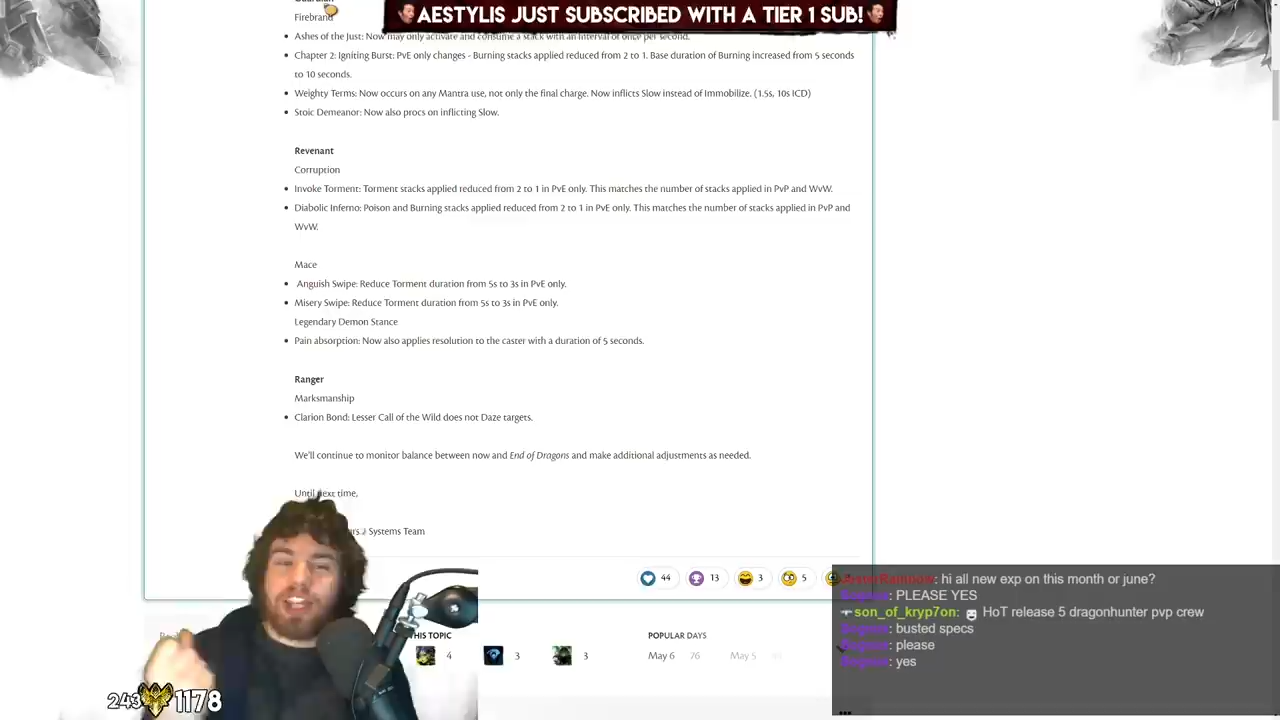 AESTYLIS JUST SUBSCRIBED WITH A TIER 1 SUB!
Firebrand
Ashes of the Just: Now may only activate and consume a stack with an interval of once per second.
Chapter 2: Igniting Burst: PvE only changes - Burning stacks applied reduced from 2 to 1. Base duration of Burning increased from 5 seconds
to 10 seconds.
Weighty Terms: Now occurs on any Mantra use, not only the final charge. Now inflicts Slow instead of Immobilize. (1.5s, 10s ICD)
Stoic Demeanor: Now also procs on inflicting Slow.
Revenant
Corruption
Invoke Torment: Torment stacks applied reduced from 2 to 1 in PvE only. This matches the number of stacks applied in PvP and WvW.
Diabolic Inferno: Poison and Burning stacks applied reduced from 2 to 1 in PvE only. This matches the number of stacks applied in PvP and
WvW.
Mace
Anguish Swipe: Reduce Torment duration from 5s to 3s in PvE only.
Misery Swipe: Reduce Torment duration from 5s to 3s in PvE only.
Legendary Demon Stance
Pain absorption: Now also applies resolution to the caster with a duration of 5 seconds.
Ranger
Marksmanship
Clarion Bond: Lesser Call of the Wild does not Daze targets.
We'll continue to monitor balance between now and End of Dragons and make additional adjustments as needed.
Until next time,
Systems Team
44 13 3 5
THIS TOPIC
4 3 3
POPULAR DAYS
May 6 76 May 5
hi all new exp on this month or june?
PLEASE YES
son_of_kryp7on: HoT release 5 dragonhunter pvp crew
busted specs
please
yes
243 1178